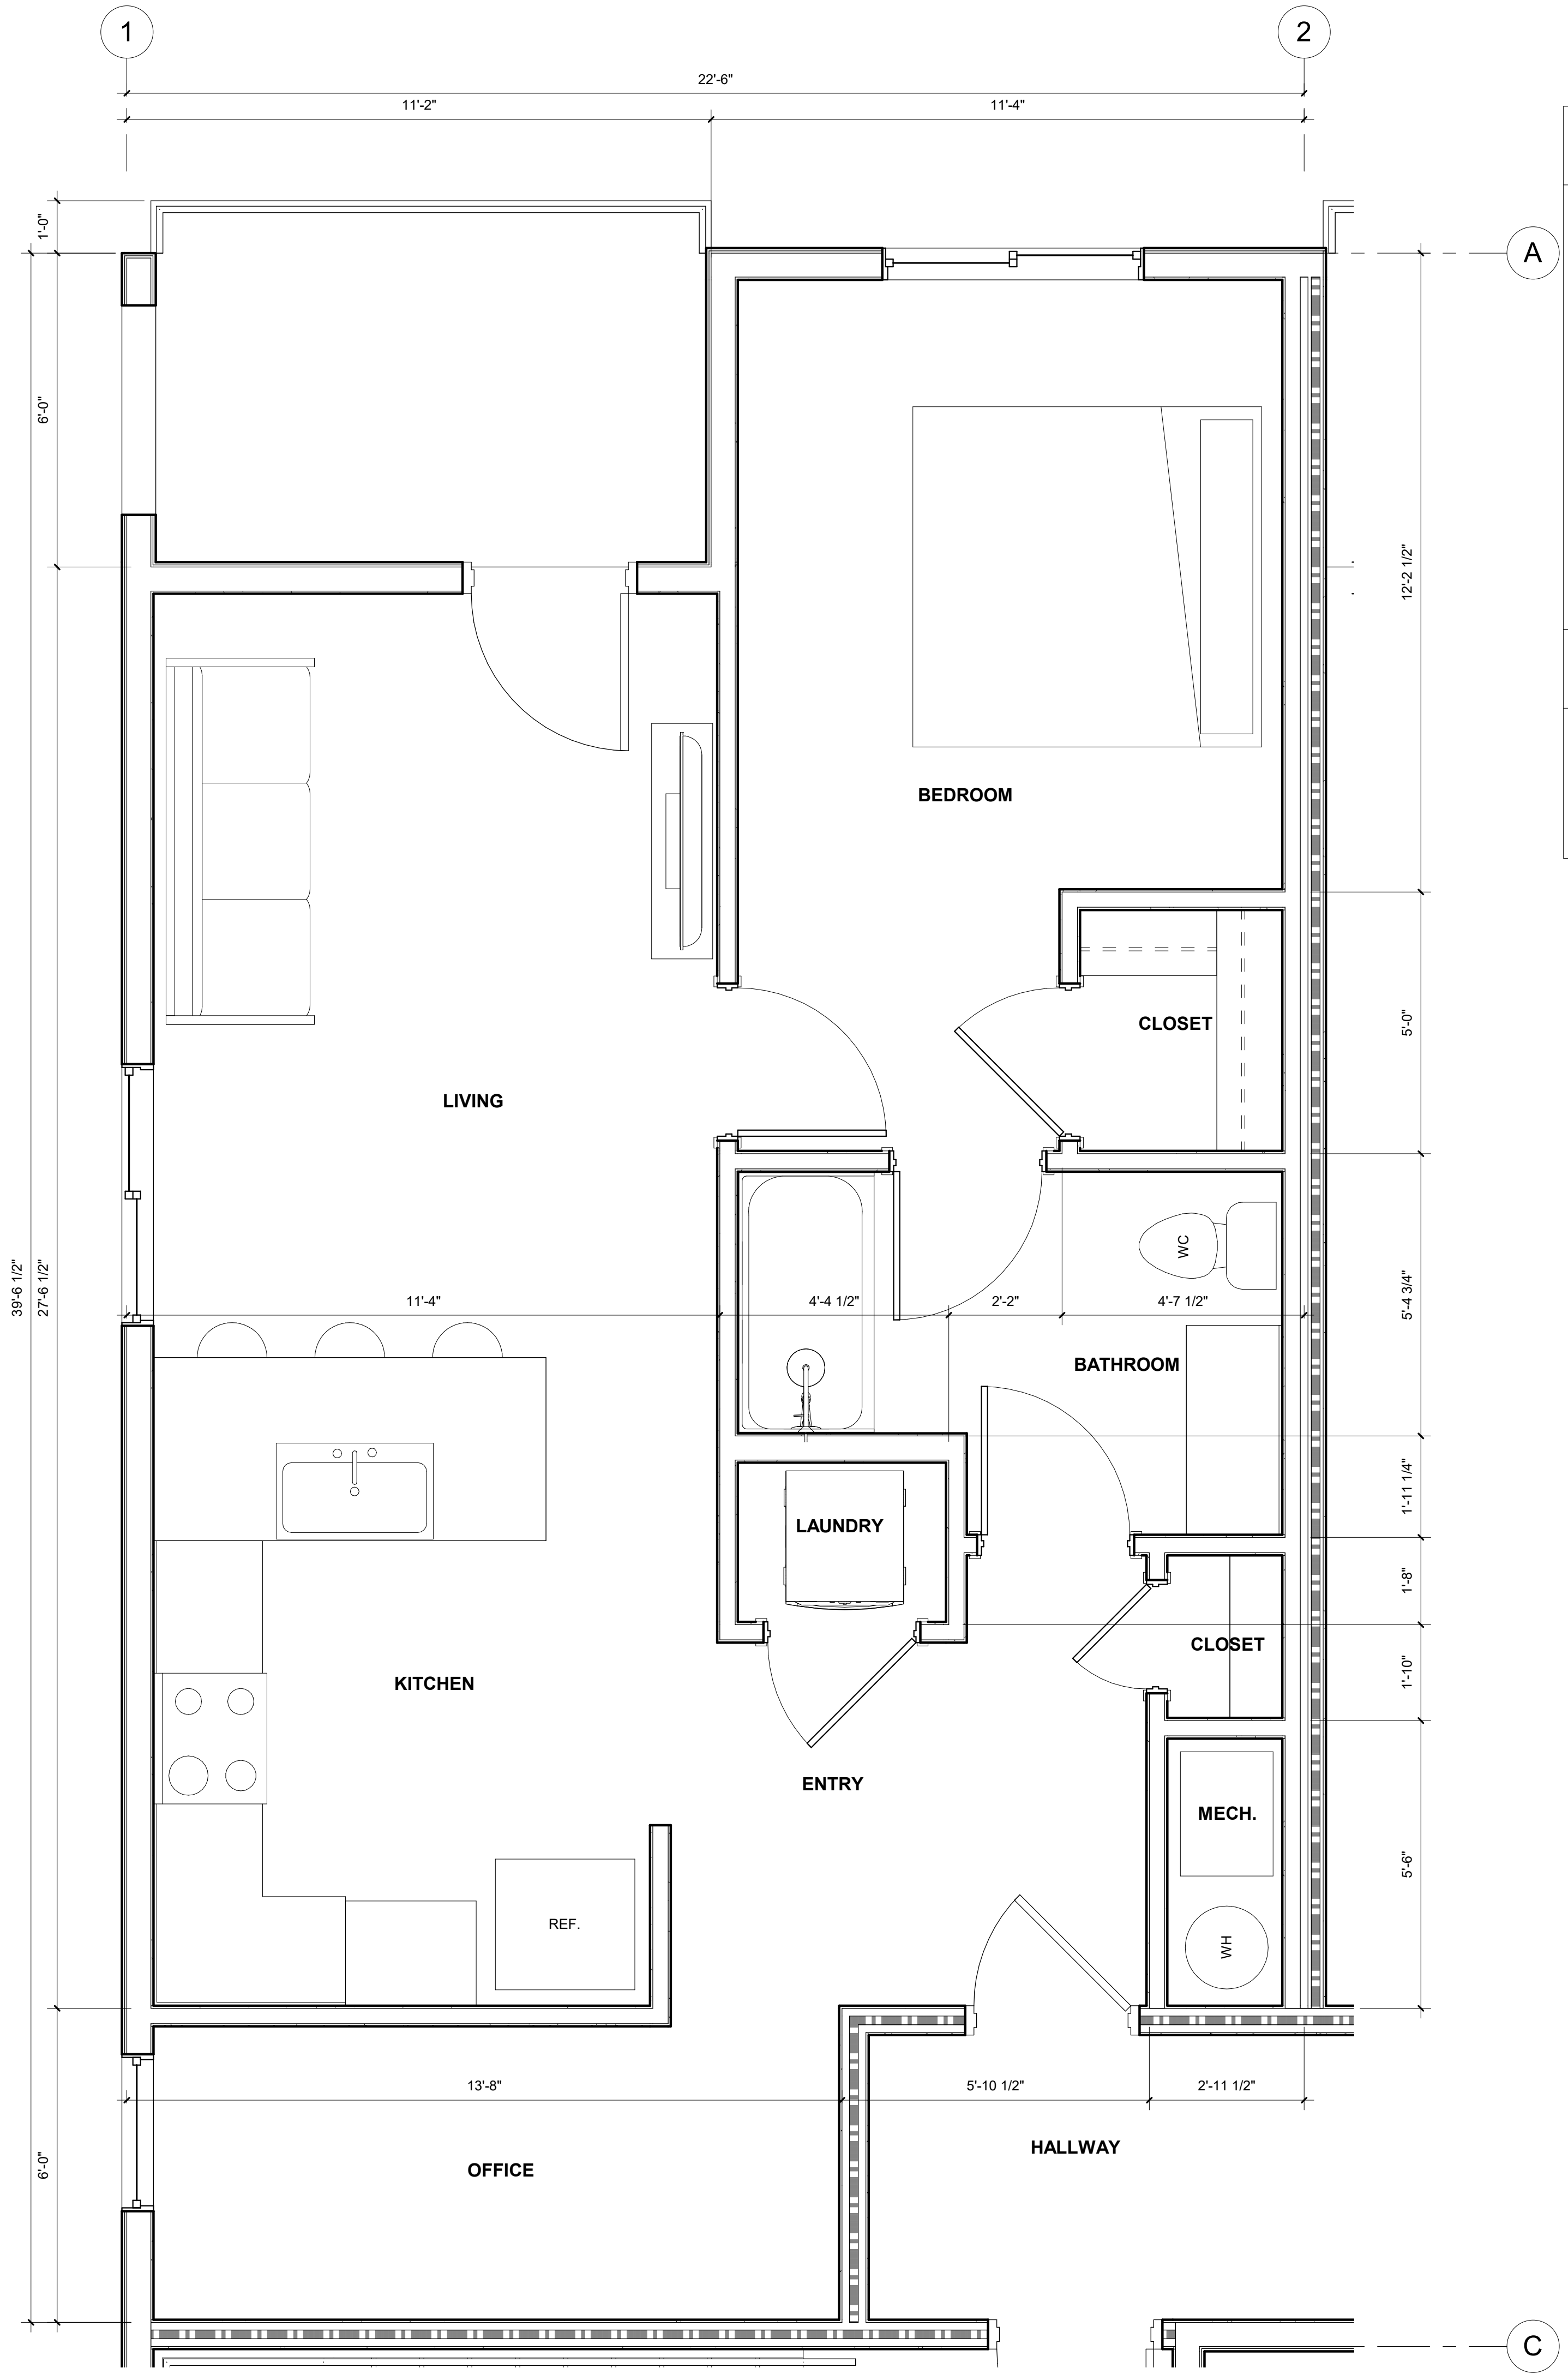 1
2
22'-6"
11'-2"
11'-4"
1'-0"
A
6'-0"
12'-2 1/2"
BEDROOM
CLOSET
5'-0"
LIVING
WC
39'-6 1/2"
27'-6 1/2"
11'-4"
4'-4 1/2"
2'-2"
4'-7 1/2"
5'-4 3/4"
BATHROOM
1'-11 1/4"
LAUNDRY
1'-8"
CLOSET
KITCHEN
1'-10"
ENTRY
MECH.
5'-6"
REF.
WH
13'-8"
5'-10 1/2"
2'-11 1/2"
HALLWAY
6'-0"
OFFICE
C